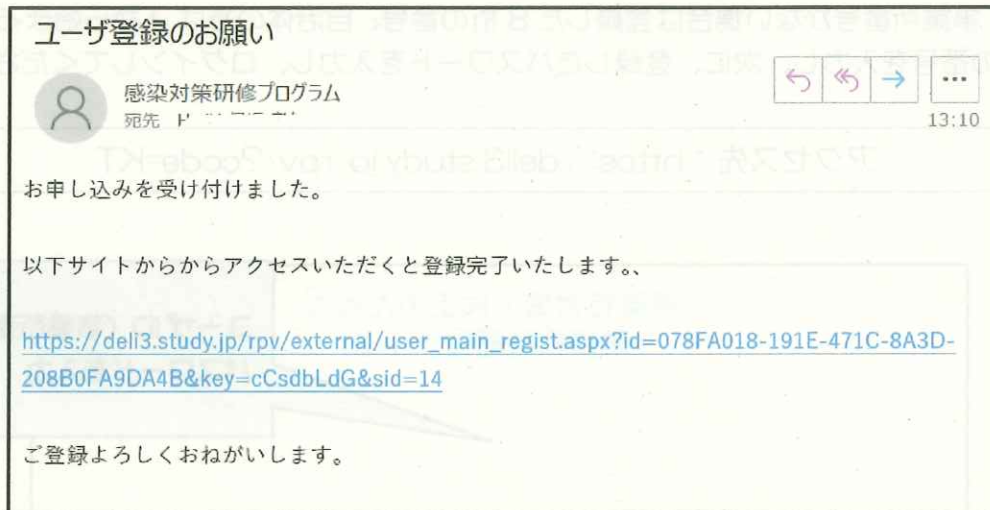 ユーザ登録のお願い
感染対策研修プログラム
宛先
13:10
お申し込みを受け付けました。
以下サイトからからアクセスいただくと登録完了いたします。、
https://deli3.study.jp/rpv/external/user_main_regist.aspx?id=078FA018-191E-471C-8A3D-
208B0FA9DA4B&key=cCsdbLdG&sid=14
ご登録よろしくおねがいします。